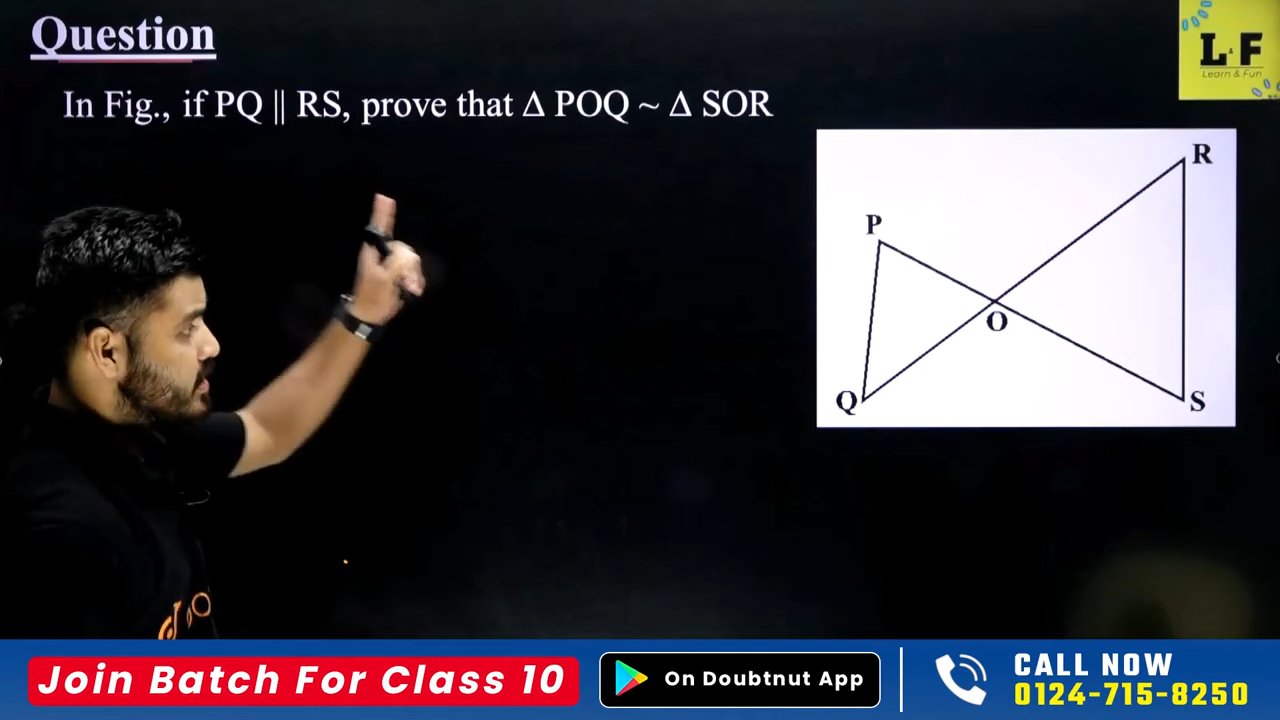 Question
L&F
Learn & Fun
In Fig., if PQ || RS, prove that Δ POQ ~ Δ SOR
R
P
O
Q
S
Join Batch For Class 10
On Doubtnut App
CALL NOW
0124-715-8250